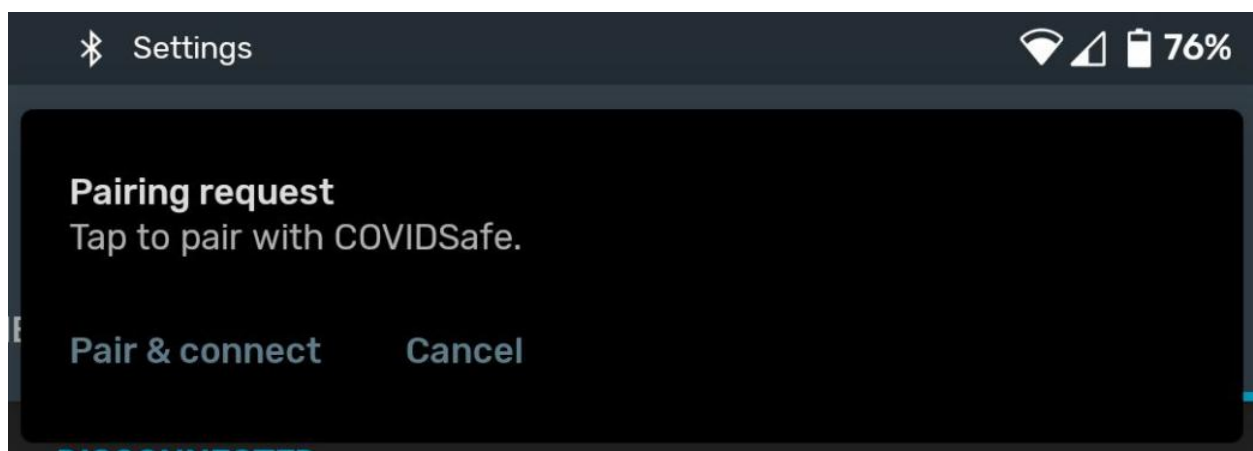 Settings
76%
Pairing request
Tap to pair with COVIDSafe.
Pair & connect Cancel